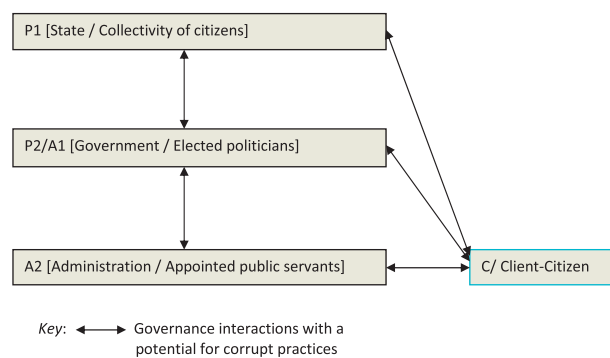 P1 [State / Collectivity of citizens]
P2/A1 [Government / Elected politicians]
A2 [Administration / Appointed public servants]
C/ Client-Citizen
Key: Governance interactions with a
potential for corrupt practices